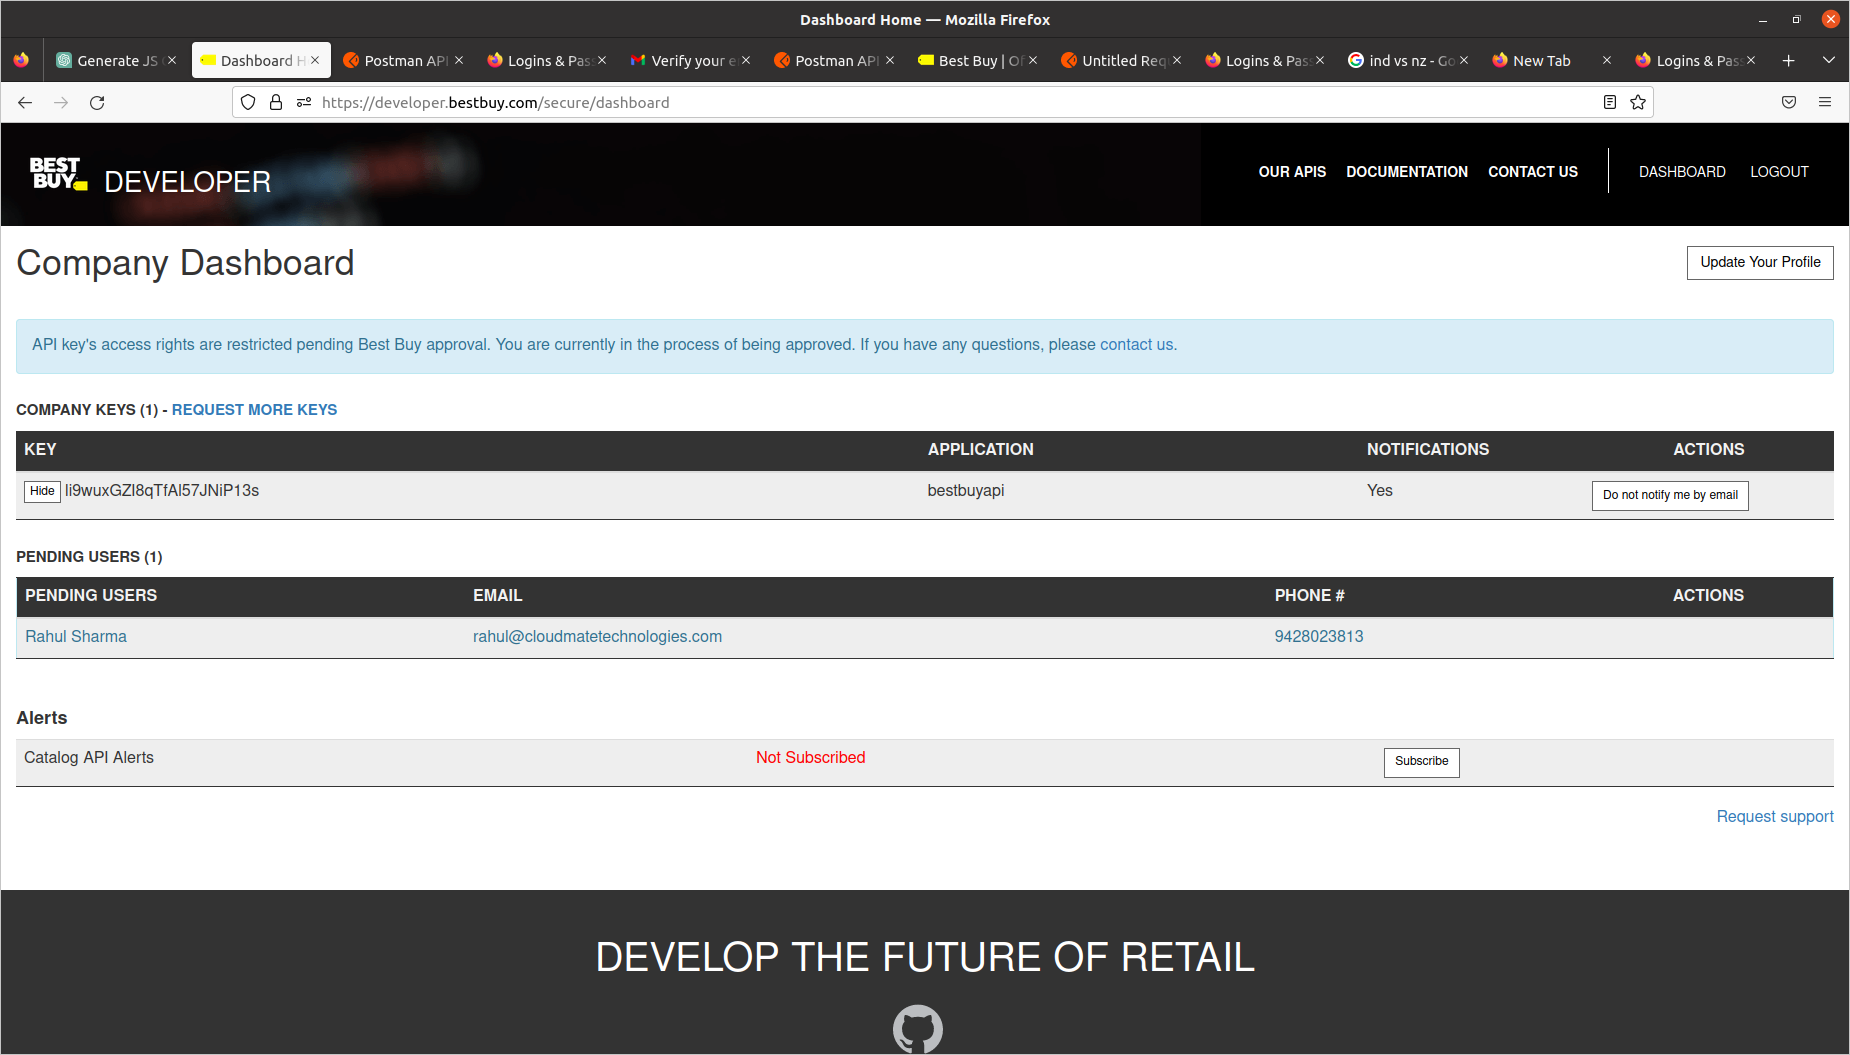 Dashboard Home — Mozilla Firefox
Generate JS
Dashboard H
Postman API
Logins & Pas
Verify your e
Postman API
Best Buy | Of
Untitled Req
Logins & Pas
ind vs nz - Go
New Tab
Logins & Pas
https://developer.bestbuy.com/secure/dashboard
BEST BUY DEVELOPER
OUR APIS
DOCUMENTATION
CONTACT US
DASHBOARD
LOGOUT
Company Dashboard
Update Your Profile
API key's access rights are restricted pending Best Buy approval. You are currently in the process of being approved. If you have any questions, please contact us.
COMPANY KEYS (1) - REQUEST MORE KEYS
KEY APPLICATION NOTIFICATIONS ACTIONS
Hide bestbuyapi Yes Do not notify me by email
PENDING USERS (1)
PENDING USERS EMAIL PHONE # ACTIONS
Rahul Sharma rahul@cloudmatetechnologies.com 9428023813
Alerts
Catalog API Alerts Not Subscribed Subscribe
Request support
DEVELOP THE FUTURE OF RETAIL